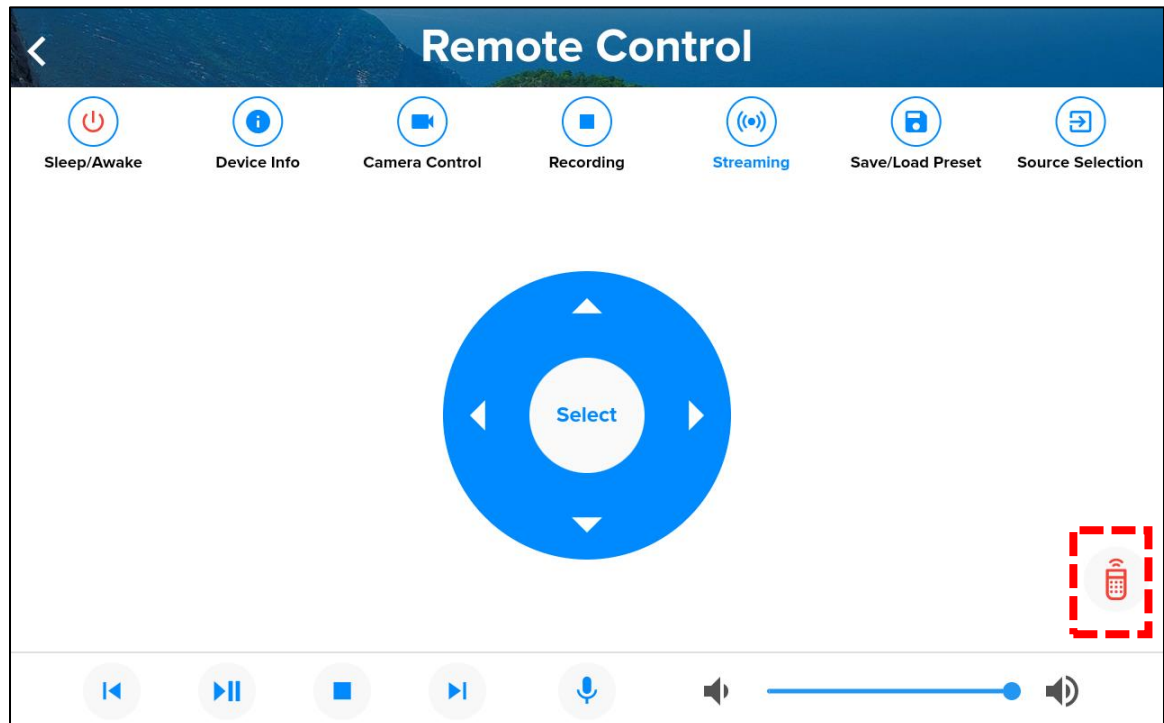 Remote Control
Sleep/Awake
Device Info
Camera Control
Recording
Streaming
Save/Load Preset
Source Selection
Select